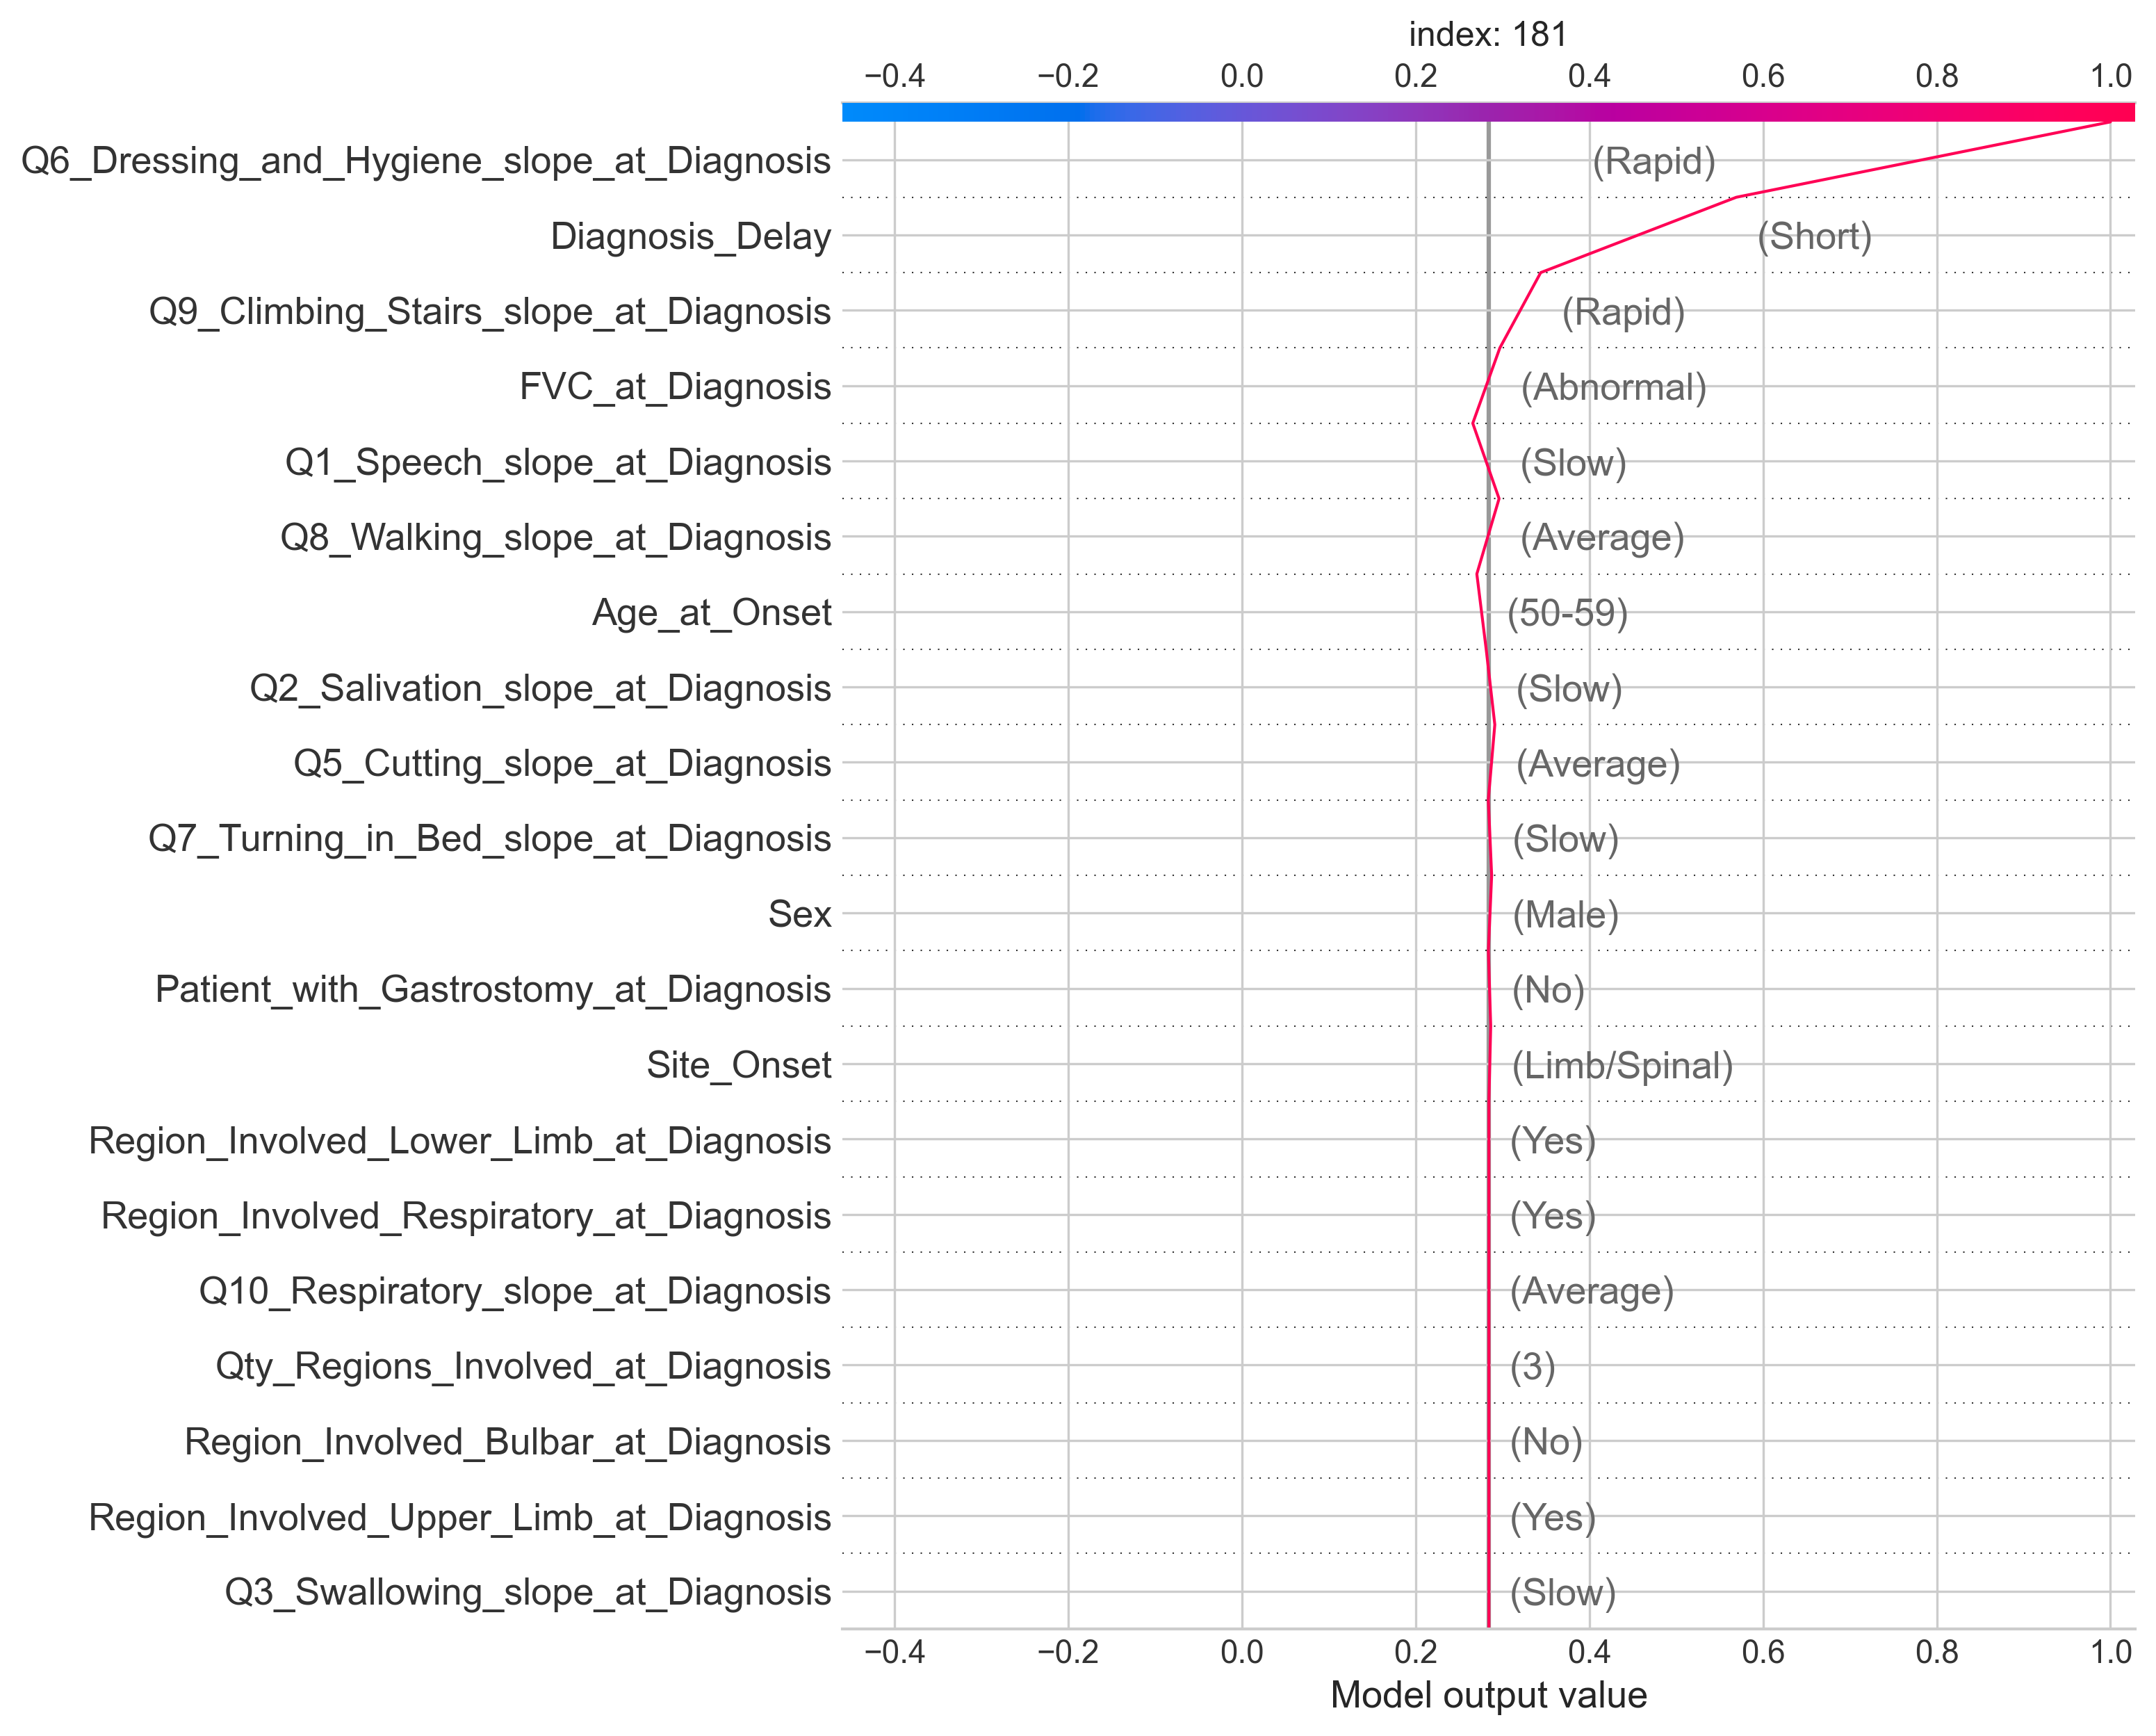 index: 181
−0.4 −0.2 0.0 0.2 0.4 0.6 0.8 1.0
Q6_Dressing_and_Hygiene_slope_at_Diagnosis (Rapid)
Diagnosis_Delay (Short)
Q9_Climbing_Stairs_slope_at_Diagnosis (Rapid)
FVC_at_Diagnosis (Abnormal)
Q1_Speech_slope_at_Diagnosis (Slow)
Q8_Walking_slope_at_Diagnosis (Average)
Age_at_Onset (50-59)
Q2_Salivation_slope_at_Diagnosis (Slow)
Q5_Cutting_slope_at_Diagnosis (Average)
Q7_Turning_in_Bed_slope_at_Diagnosis (Slow)
Sex (Male)
Patient_with_Gastrostomy_at_Diagnosis (No)
Site_Onset (Limb/Spinal)
Region_Involved_Lower_Limb_at_Diagnosis (Yes)
Region_Involved_Respiratory_at_Diagnosis (Yes)
Q10_Respiratory_slope_at_Diagnosis (Average)
Qty_Regions_Involved_at_Diagnosis (3)
Region_Involved_Bulbar_at_Diagnosis (No)
Region_Involved_Upper_Limb_at_Diagnosis (Yes)
Q3_Swallowing_slope_at_Diagnosis (Slow)
−0.4 −0.2 0.0 0.2 0.4 0.6 0.8 1.0
Model output value